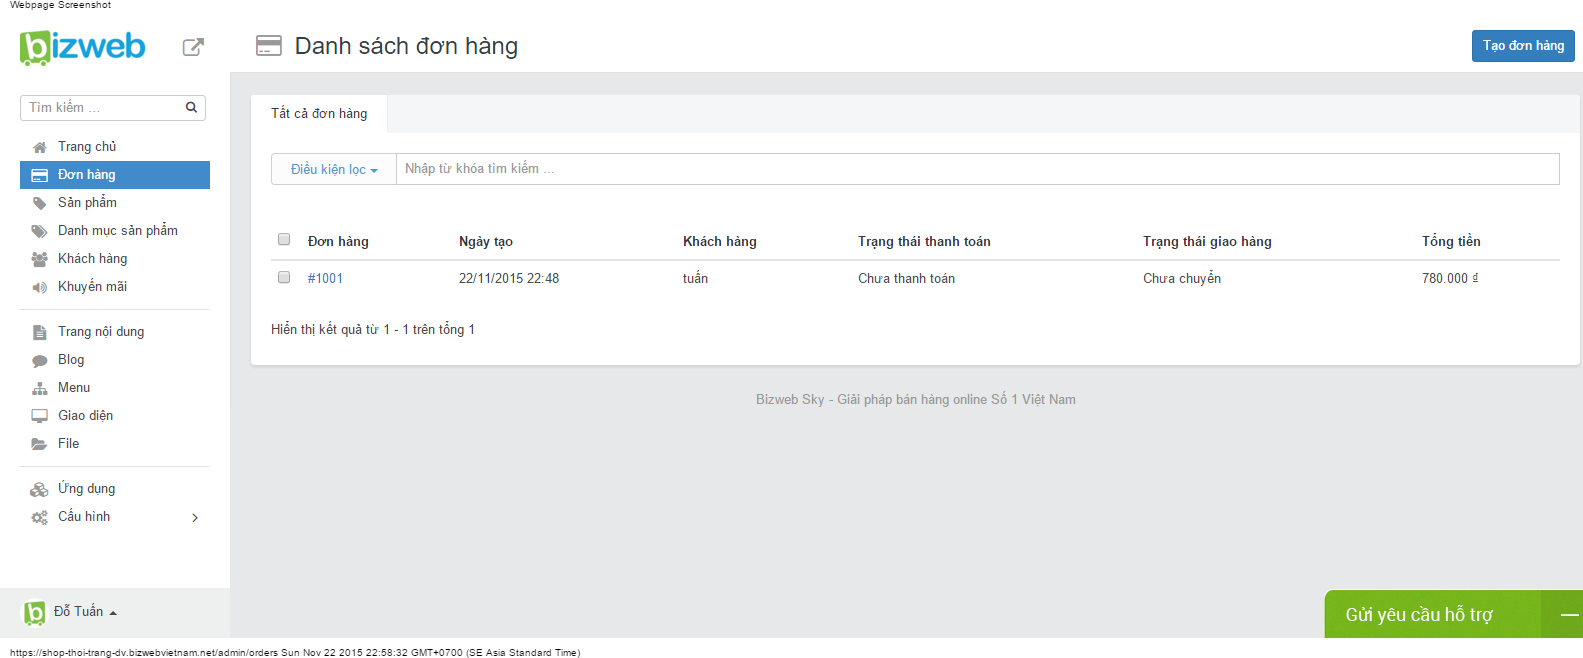 Webpage Screenshot
bizweb
Danh sách đơn hàng
Tạo đơn hàng
Tìm kiếm ...
Trang chủ
Đơn hàng
Sản phẩm
Danh mục sản phẩm
Khách hàng
Khuyến mãi
Trang nội dung
Blog
Menu
Giao diện
File
Ứng dụng
Cấu hình
Đỗ Tuấn
Tất cả đơn hàng
Điều kiện lọc Nhập từ khóa tìm kiếm ...
Đơn hàng Ngày tạo Khách hàng Trạng thái thanh toán Trạng thái giao hàng Tổng tiền
#1001 22/11/2015 22:48 tuấn Chưa thanh toán Chưa chuyển 780.000 ₫
Hiển thị kết quả từ 1 - 1 trên tổng 1
Bizweb Sky - Giải pháp bán hàng online Số 1 Việt Nam
Gửi yêu cầu hỗ trợ
https://shop-thoi-trang-dv.bizwebvietnam.net/admin/orders Sun Nov 22 2015 22:58:32 GMT+0700 (SE Asia Standard Time)